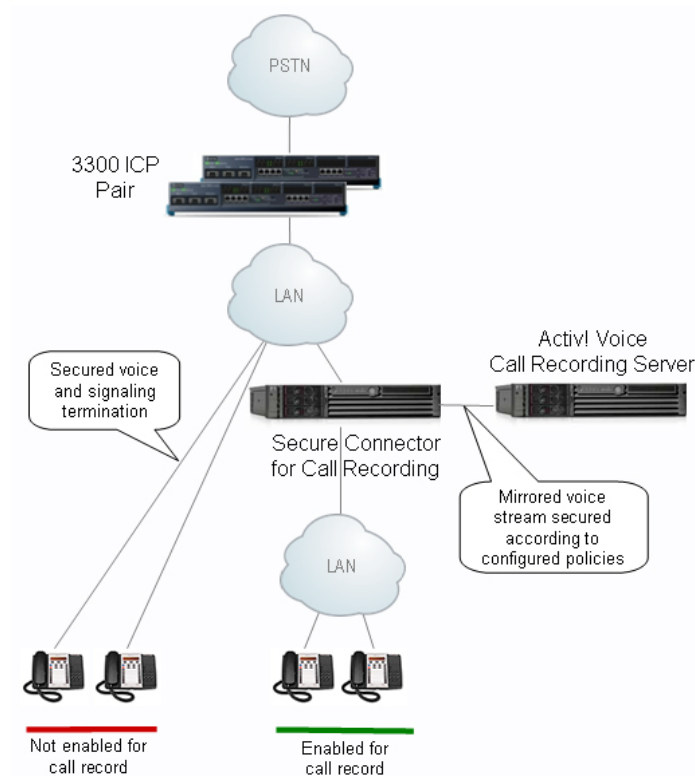 PSTN
3300 ICP
Pair
LAN
Activ! Voice
Call Recording Server
Secured voice
and signaling
termination
Secure Connector
for Call Recording
Mirrored voice
stream secured
according to
configured policies
LAN
Not enabled for
call record
Enabled for
call record